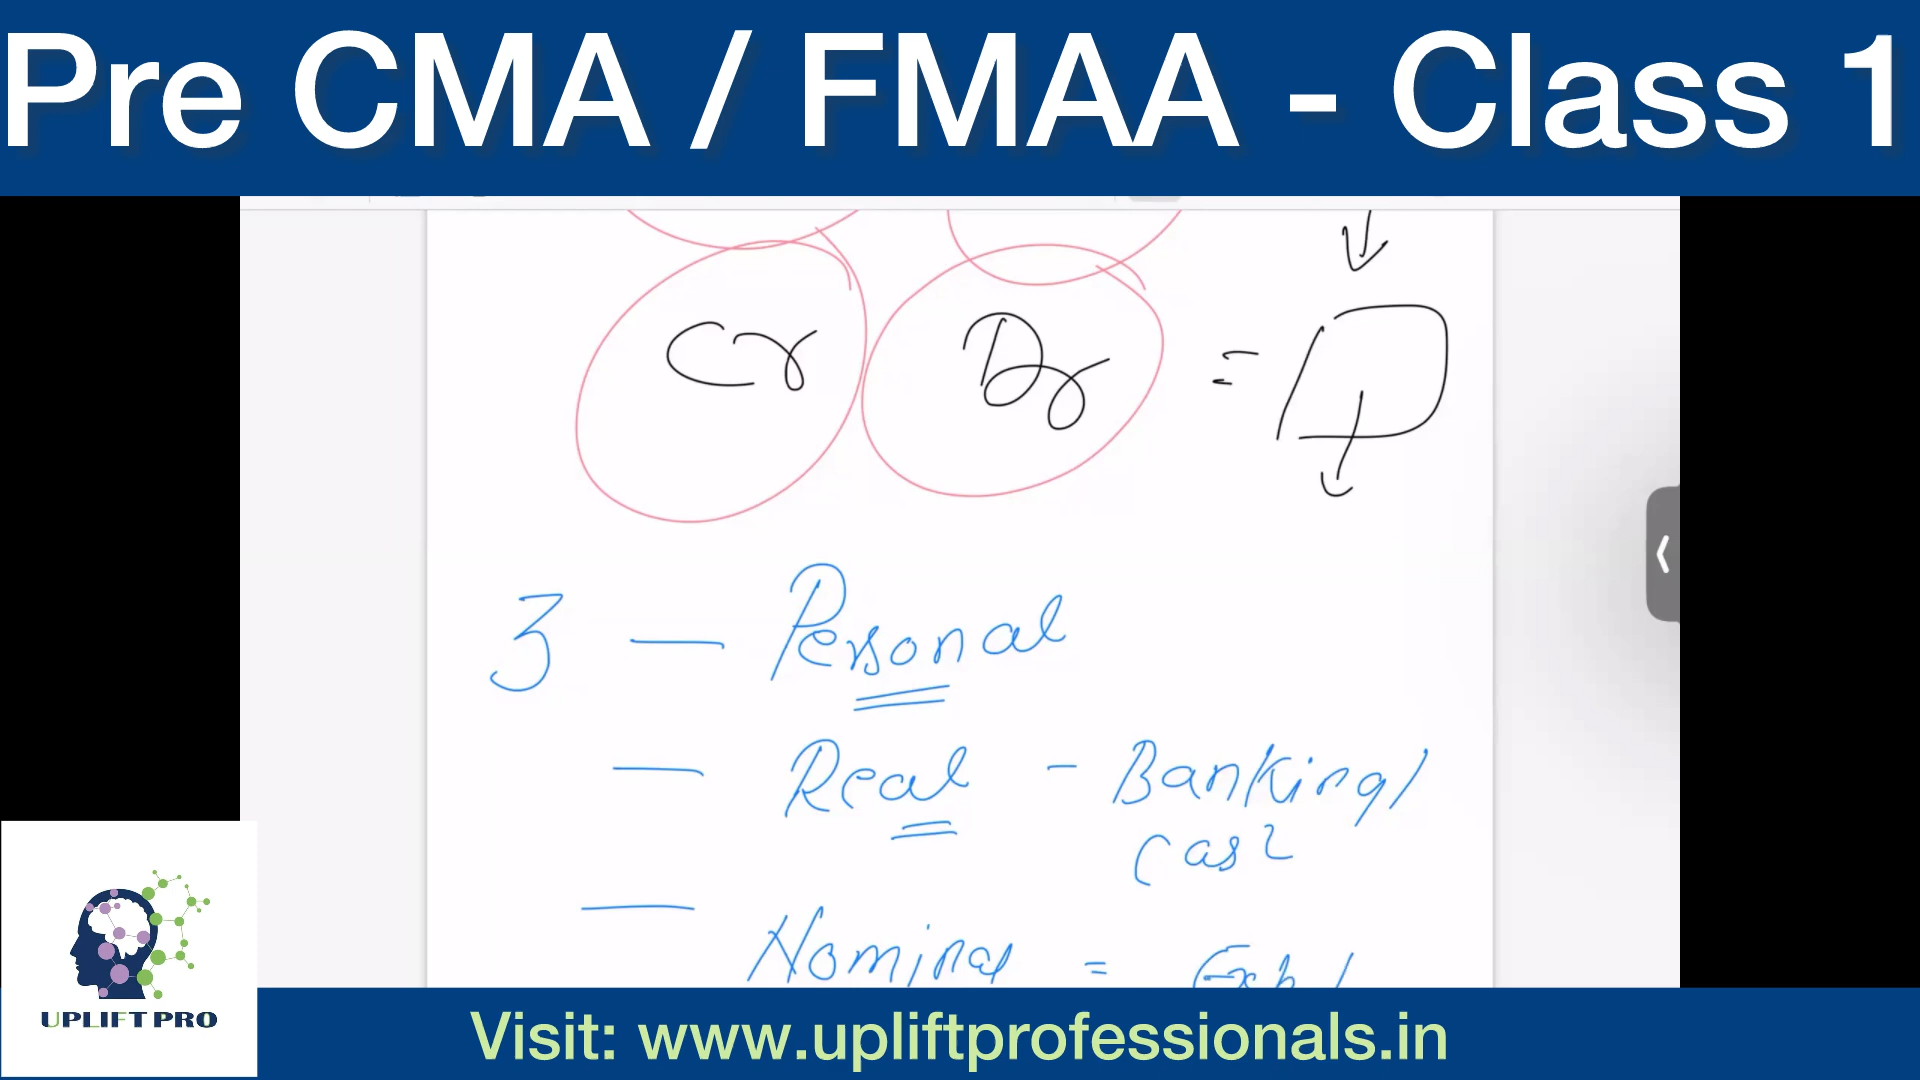 Pre CMA / FMAA - Class 1
Cr Dr =
3 — Personal
— Real - Banking/
Cash
— Nominal = Exp/
UPLIFT PRO
Visit: www.upliftprofessionals.in